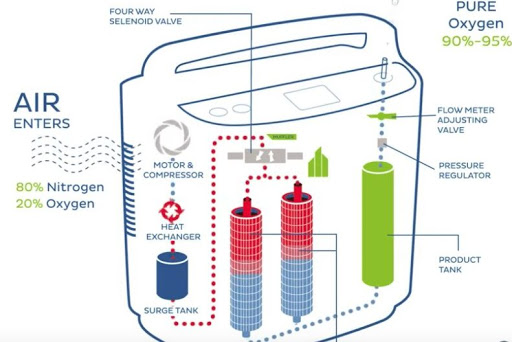 FOUR WAY
SELENOID VALVE
PURE
Oxygen
90%-95%
AIR
ENTERS
FLOW METER
ADJUSTING
VALVE
MUFFLER
MOTOR &
COMPRESSOR
PRESSURE
REGULATOR
80% Nitrogen
20% Oxygen
HEAT
EXCHANGER
PRODUCT
TANK
SURGE TANK